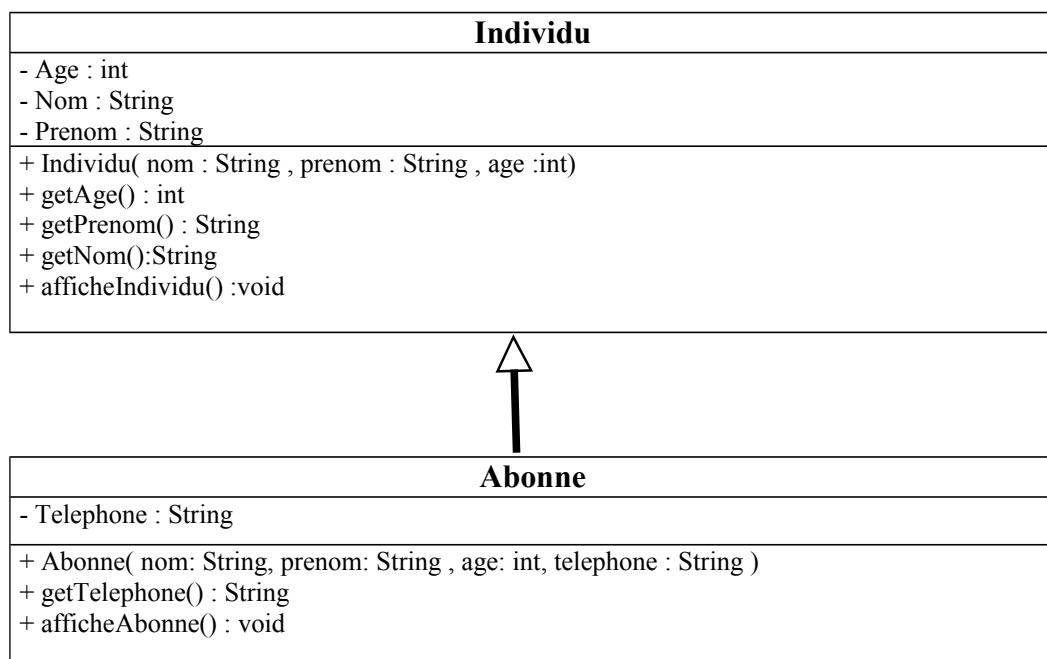 Individu
- Age : int
- Nom : String
- Prenom : String
+ Individu( nom : String , prenom : String , age :int)
+ getAge() : int
+ getPrenom() : String
+ getNom():String
+ afficheIndividu() :void
Abonne
- Telephone : String
+ Abonne( nom: String, prenom: String , age: int, telephone : String )
+ getTelephone() : String
+ afficheAbonne() : void